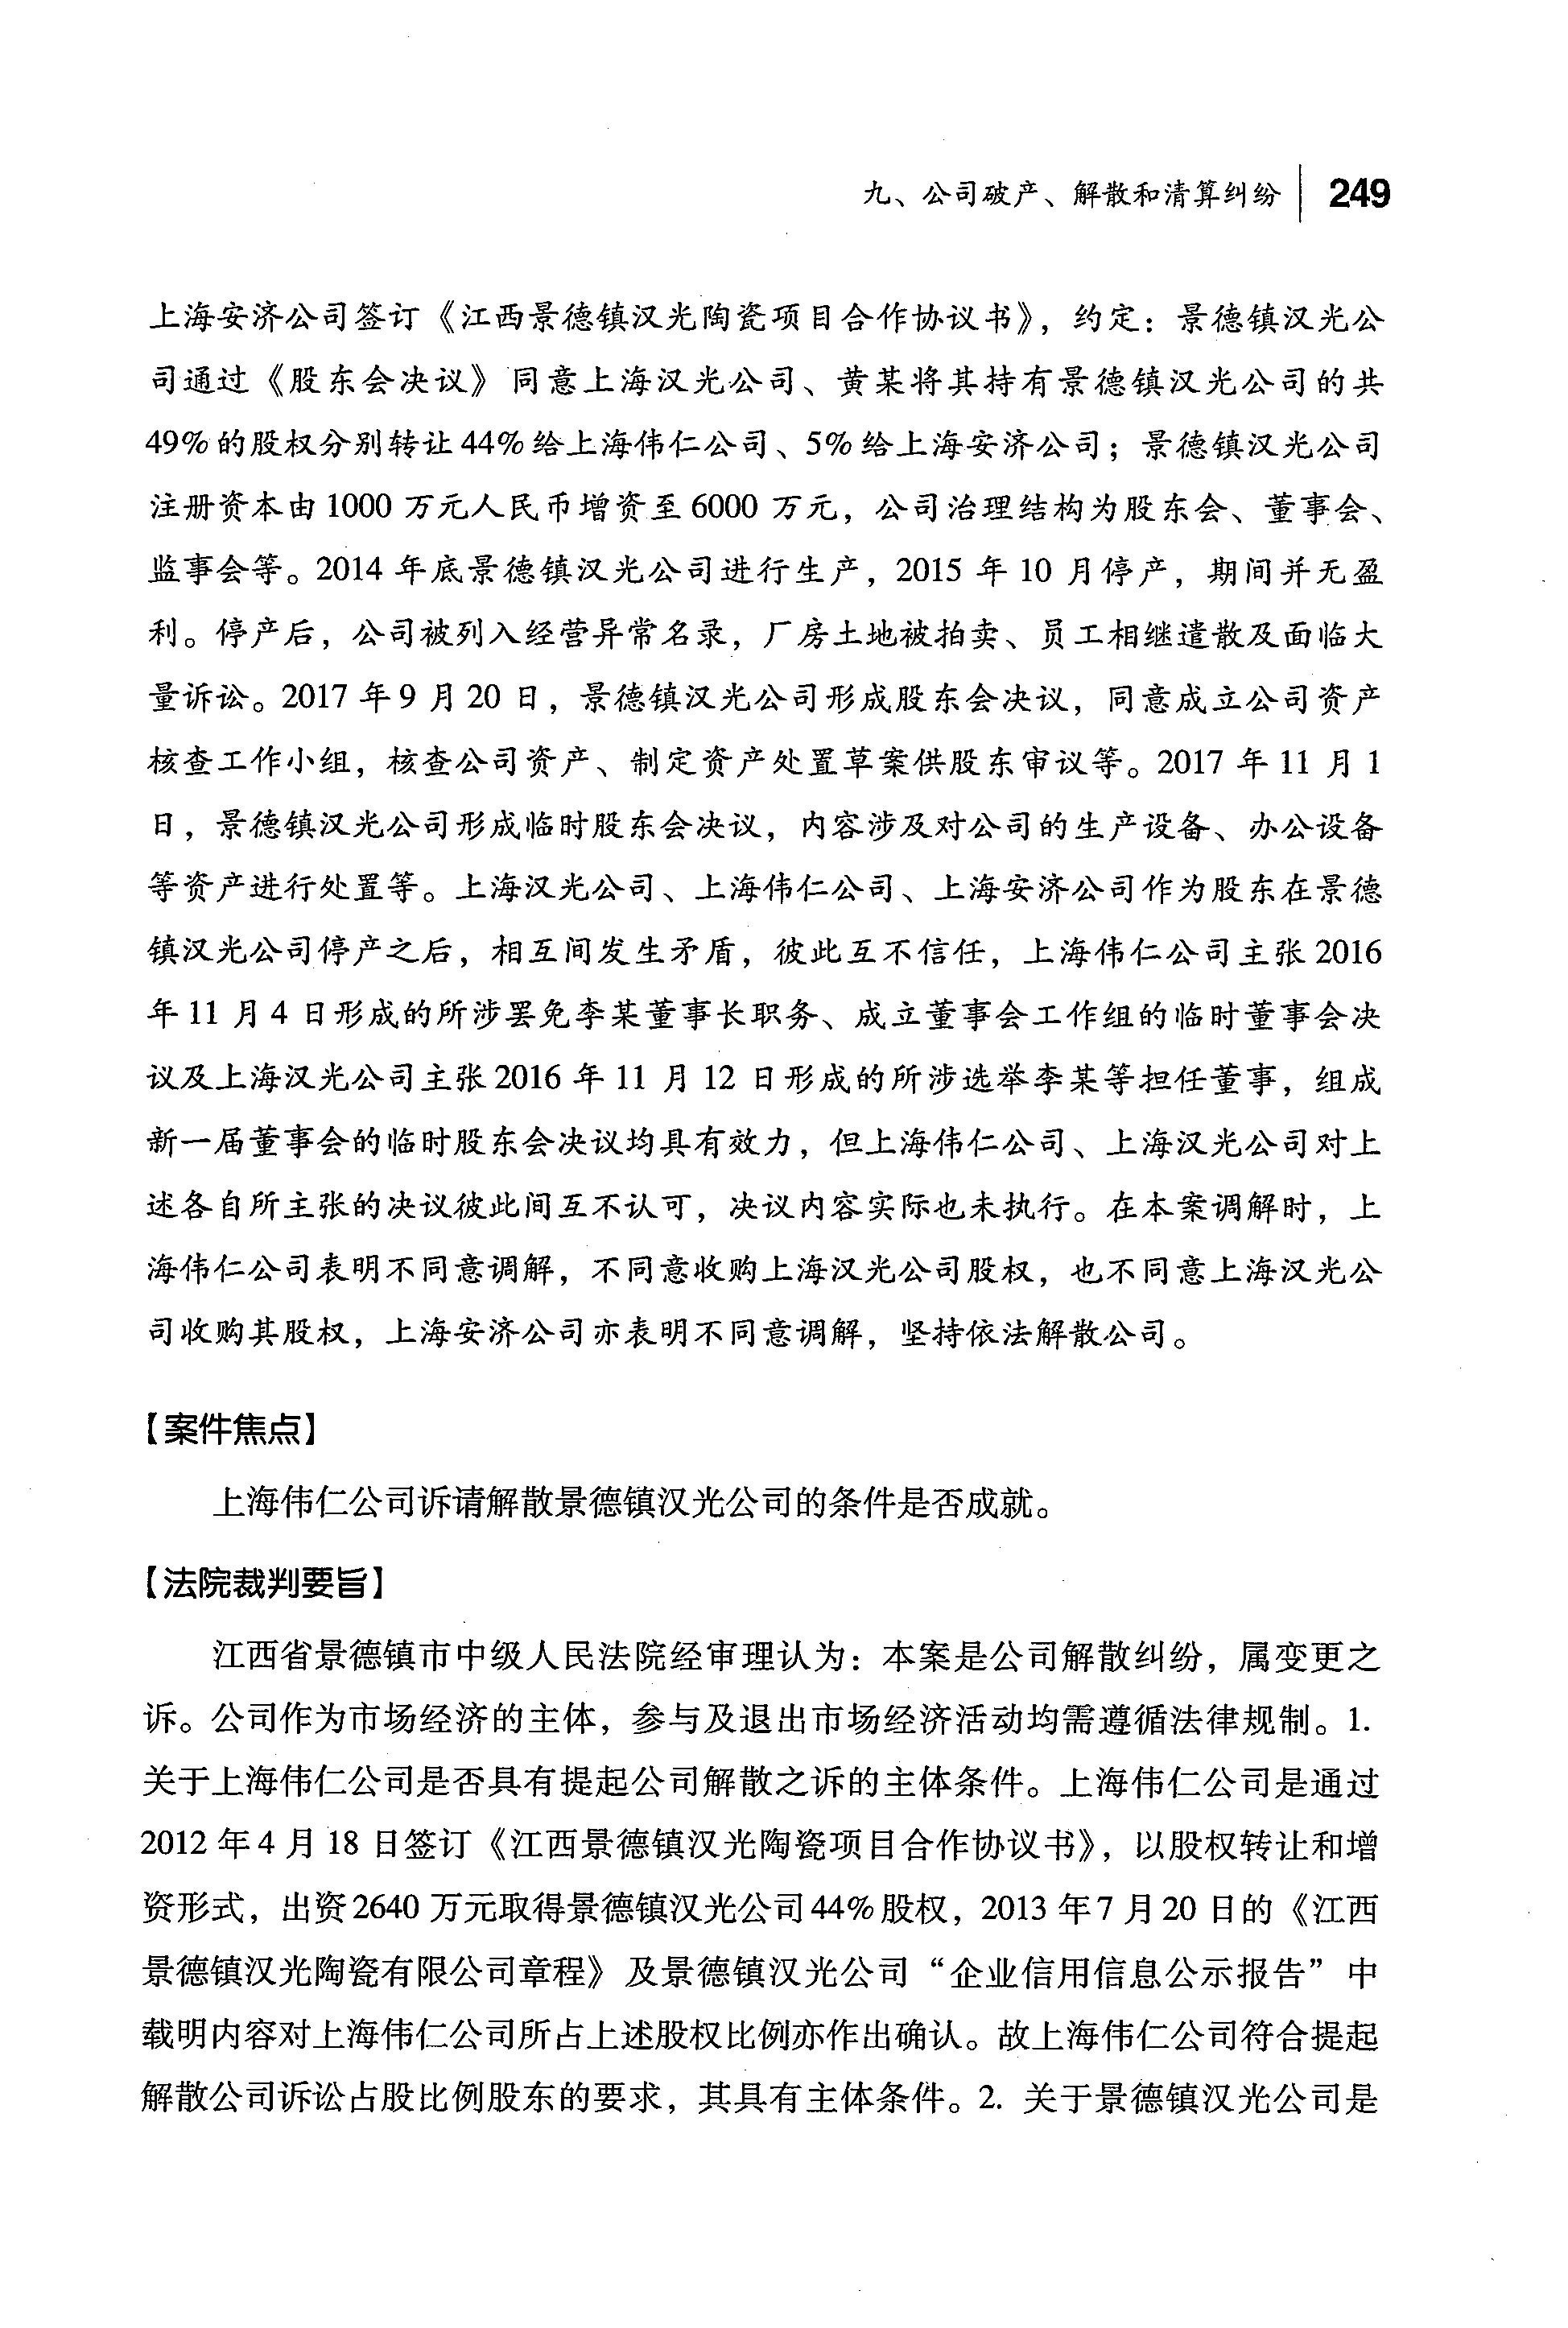 九、公司破产、解散和清算纠纷 249
上海安济公司签订《江西景德镇汉光陶瓷项目合作协议书》，约定：景德镇汉光公
司通过《股东会决议》同意上海汉光公司、黄某将其持有景德镇汉光公司的共
49%的股权分别转让44%给上海伟仁公司、5%给上海安济公司；景德镇汉光公司
注册资本由1000万元人民币增资至6000万元，公司治理结构为股东会、董事会、
监事会等。2014年底景德镇汉光公司进行生产，2015年10月停产，期间并无盈
利。停产后，公司被列入经营异常名录，厂房土地被拍卖、员工相继遣散及面临大
量诉讼。2017年9月20日，景德镇汉光公司形成股东会决议，同意成立公司资产
核查工作小组，核查公司资产、制定资产处置草案供股东审议等。2017年11月1
日，景德镇汉光公司形成临时股东会决议，内容涉及对公司的生产设备、办公设备
等资产进行处置等。上海汉光公司、上海伟仁公司、上海安济公司作为股东在景德
镇汉光公司停产之后，相互间发生矛盾，彼此互不信任，上海伟仁公司主张2016
年11月4日形成的所涉罢免李某董事长职务、成立董事会工作组的临时董事会决
议及上海汉光公司主张2016年11月12日形成的所涉选举李某等担任董事，组成
新一届董事会的临时股东会决议均具有效力，但上海伟仁公司、上海汉光公司对上
述各自所主张的决议彼此间互不认可，决议内容实际也未执行。在本案调解时，上
海伟仁公司表明不同意调解，不同意收购上海汉光公司股权，也不同意上海汉光公
司收购其股权，上海安济公司亦表明不同意调解，坚持依法解散公司。
【案件焦点】
上海伟仁公司诉请解散景德镇汉光公司的条件是否成就。
【法院裁判要旨】
江西省景德镇市中级人民法院经审理认为：本案是公司解散纠纷，属变更之
诉。公司作为市场经济的主体，参与及退出市场经济活动均需遵循法律规制。1.
关于上海伟仁公司是否具有提起公司解散之诉的主体条件。上海伟仁公司是通过
2012年4月18日签订《江西景德镇汉光陶瓷项目合作协议书》，以股权转让和增
资形式，出资2640万元取得景德镇汉光公司44%股权，2013年7月20日的《江西
景德镇汉光陶瓷有限公司章程》及景德镇汉光公司“企业信用信息公示报告”中
载明内容对上海伟仁公司所占上述股权比例亦作出确认。故上海伟仁公司符合提起
解散公司诉讼占股比例股东的要求，其具有主体条件。2. 关于景德镇汉光公司是